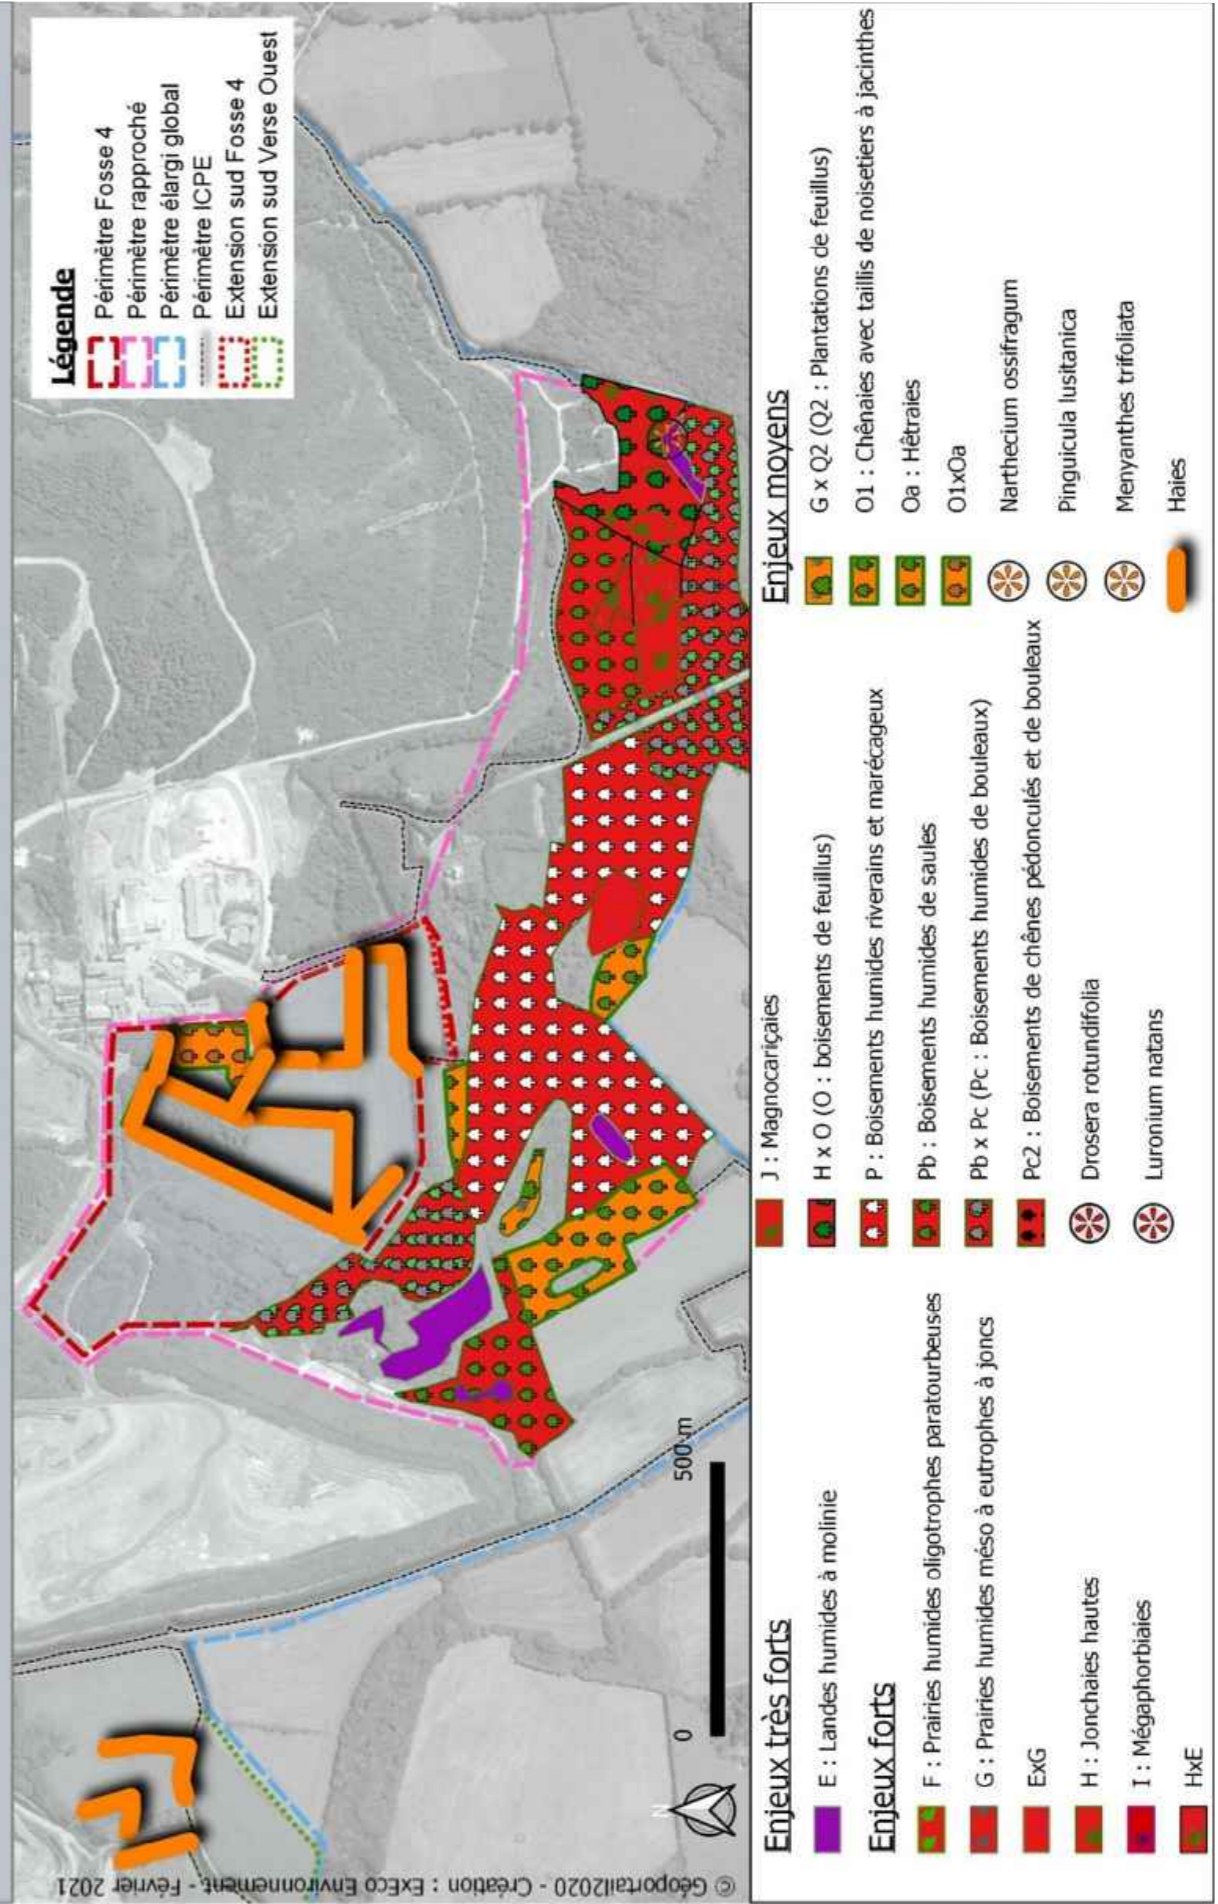 Légende
Périmètre Fosse 4
Périmètre rapproché
Périmètre élargi global
Périmètre ICPE
Extension sud Fosse 4
Extension sud Verse Ouest
© Géoportail2020 - Création : ExEco Environnement - Février 2021
N
0
500 m
Enjeux très forts
E : Landes humides à molinie
Enjeux forts
F : Prairies humides oligotrophes paratourbeuses
G : Prairies humides méso à eutrophes à joncs
ExG
H : Jonchaies hautes
I : Mégaphorbiaies
HxE
J : Magnocariçaies
H x O (O : boisements de feuillus)
P : Boisements humides riverains et marécageux
Pb : Boisements humides de saules
Pb x Pc (Pc : Boisements humides de bouleaux)
Pc2 : Boisements de chênes pédonculés et de bouleaux
Drosera rotundifolia
Luronium natans
Enjeux moyens
G x Q2 (Q2 : Plantations de feuillus)
O1 : Chênaies avec taillis de noisetiers à jacinthes
Oa : Hêtraies
O1xOa
Narthecium ossifragum
Pinguicula lusitanica
Menyanthes trifoliata
Haies